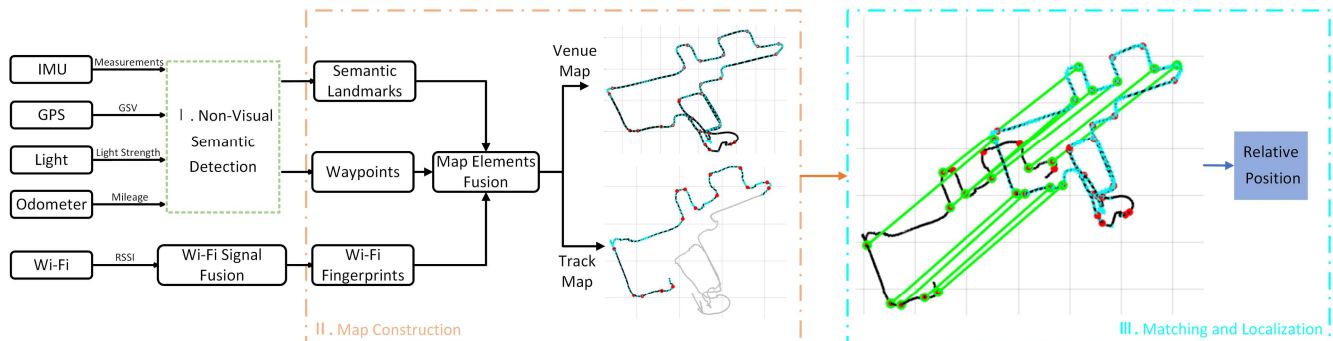 IMU
Measurements
GPS
GSV
Light
Light Strength
Odometer
Mileage
Wi-Fi
RSSI
Ⅰ. Non-Visual
Semantic
Detection
Wi-Fi Signal
Fusion
Semantic
Landmarks
Waypoints
Wi-Fi
Fingerprints
Map Elements
Fusion
Venue
Map
Track
Map
Ⅱ. Map Construction
Relative
Position
Ⅲ. Matching and Localization